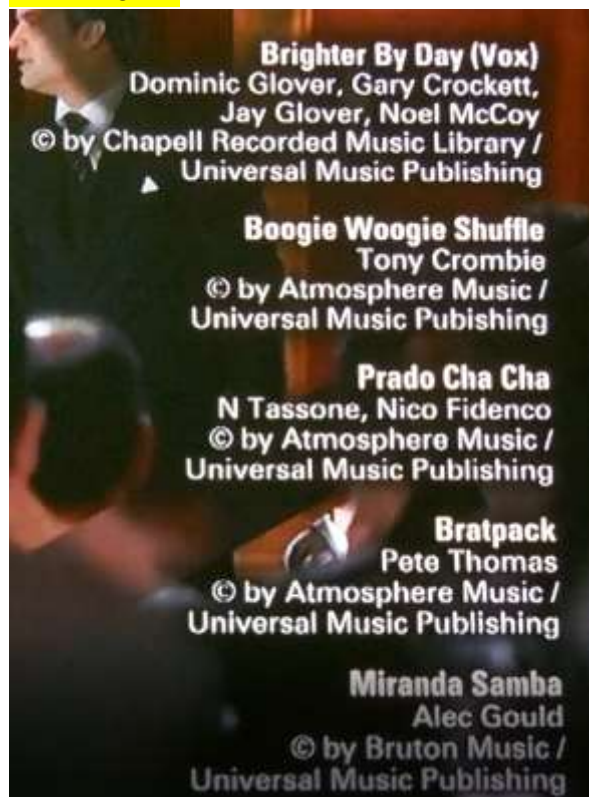 Brighter By Day (Vox)
Dominic Glover, Gary Crockett,
Jay Glover, Noel McCoy
© by Chapell Recorded Music Library /
Universal Music Publishing
Boogie Woogie Shuffle
Tony Crombie
© by Atmosphere Music /
Universal Music Pubishing
Prado Cha Cha
N Tassone, Nico Fidenco
© by Atmosphere Music /
Universal Music Publishing
Bratpack
Pete Thomas
© by Atmosphere Music /
Universal Music Publishing
Miranda Samba
Alec Gould
© by Bruton Music /
Universal Music Publishing